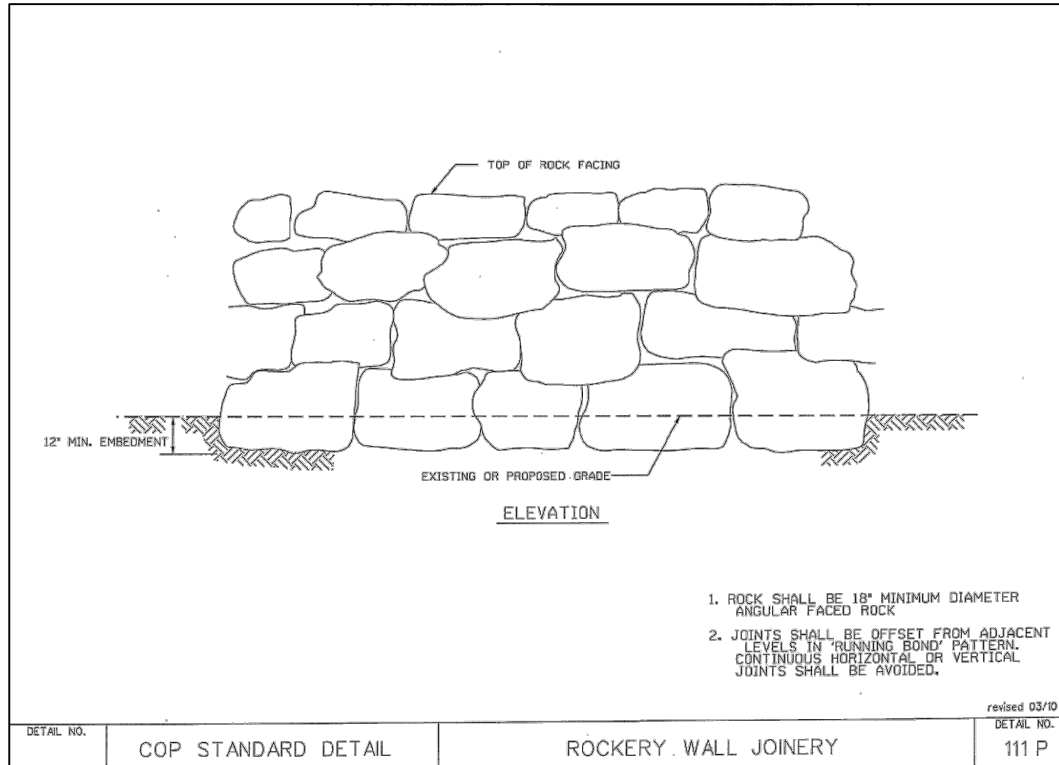 TOP OF ROCK FACING
12" MIN. EMBEDMENT
EXISTING OR PROPOSED GRADE
ELEVATION
1. ROCK SHALL BE 18" MINIMUM DIAMETER
ANGULAR FACED ROCK
2. JOINTS SHALL BE OFFSET FROM ADJACENT
LEVELS IN 'RUNNING BOND' PATTERN.
CONTINUOUS HORIZONTAL OR VERTICAL
JOINTS SHALL BE AVOIDED.
revised 03/10
DETAIL NO.
COP STANDARD DETAIL
ROCKERY WALL JOINERY
DETAIL NO.
111 P